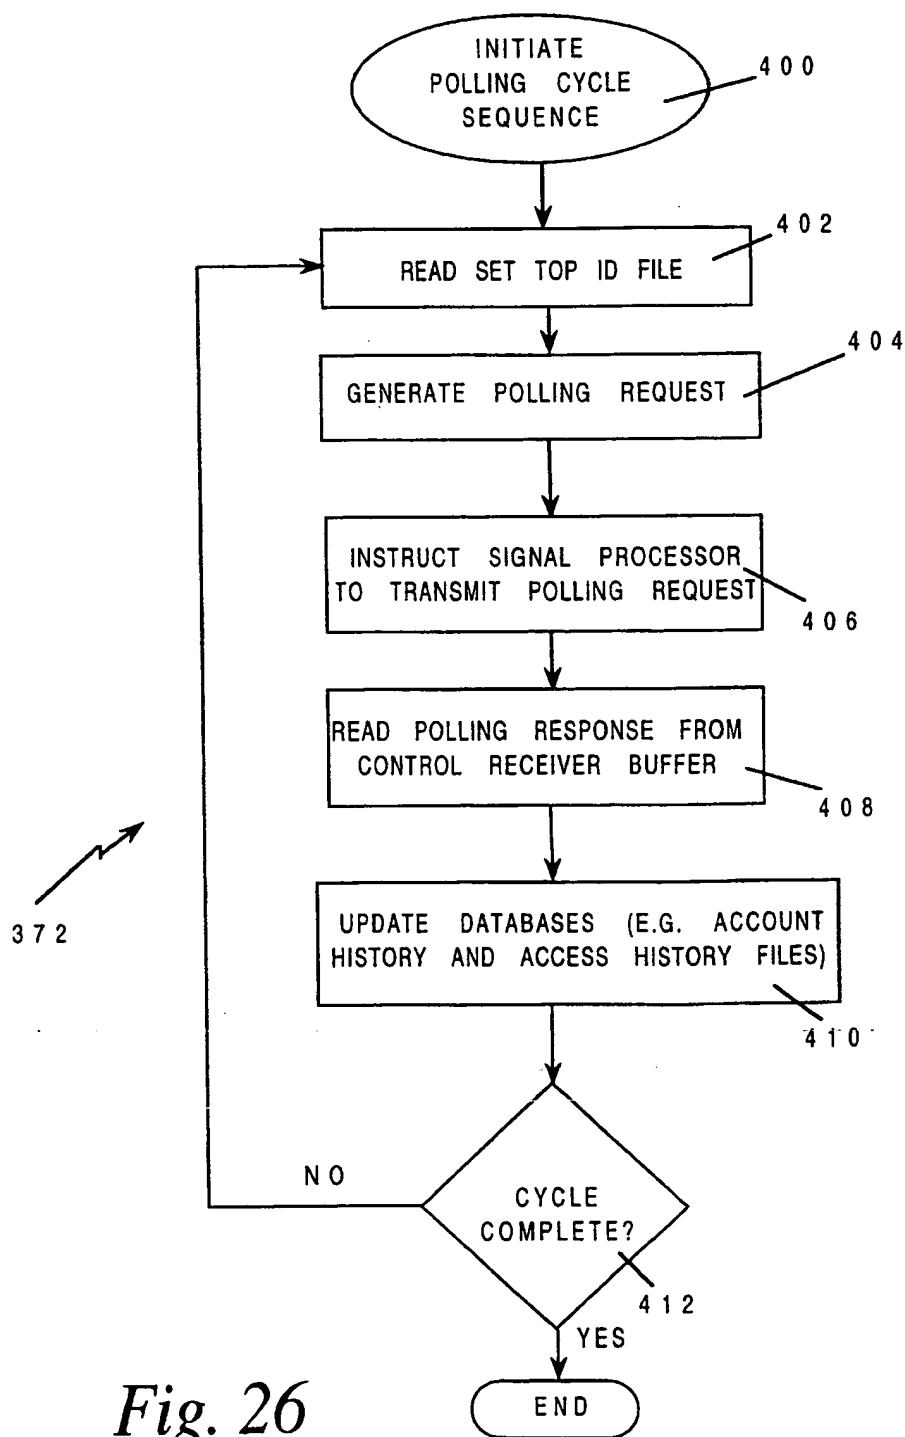 INITIATE
POLLING CYCLE
SEQUENCE
400
402
READ SET TOP ID FILE
404
GENERATE POLLING REQUEST
INSTRUCT SIGNAL PROCESSOR
TO TRANSMIT POLLING REQUEST
406
READ POLLING RESPONSE FROM
CONTROL RECEIVER BUFFER
408
372
UPDATE DATABASES (E.G. ACCOUNT
HISTORY AND ACCESS HISTORY FILES)
410
NO
CYCLE
COMPLETE?
412
YES
END
Fig. 26